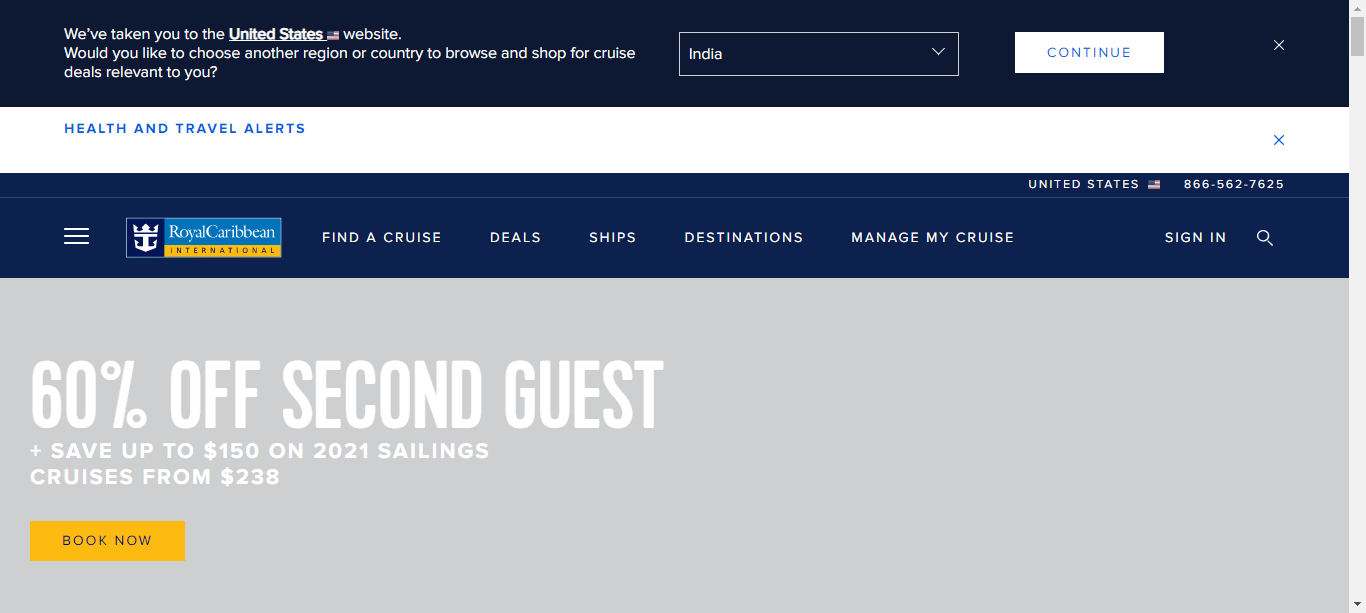 We've taken you to the United States website.
Would you like to choose another region or country to browse and shop for cruise
deals relevant to you?
India
CONTINUE
HEALTH AND TRAVEL ALERTS
UNITED STATES
866-562-7625
RoyalCaribbean
INTERNATIONAL
FIND A CRUISE
DEALS
SHIPS
DESTINATIONS
MANAGE MY CRUISE
SIGN IN
60% OFF SECOND GUEST
+ SAVE UP TO $150 ON 2021 SAILINGS
CRUISES FROM $238
BOOK NOW